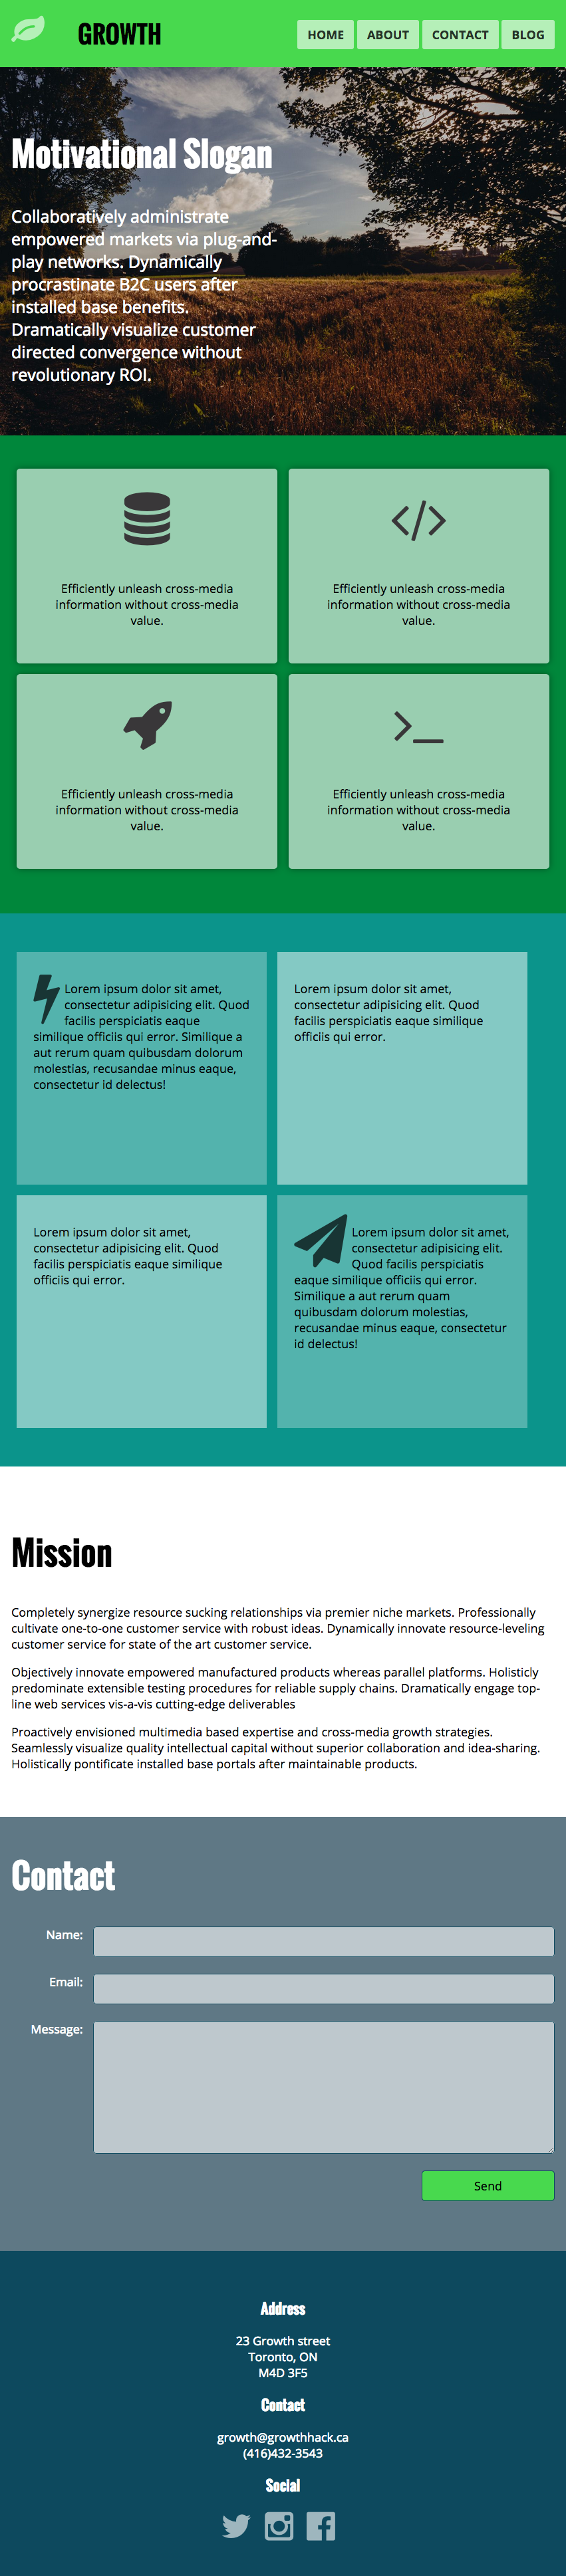 GROWTH
HOME ABOUT CONTACT BLOG
Motivational Slogan
Collaboratively administrate
empowered markets via plug-and-
play networks. Dynamically
procrastinate B2C users after
installed base benefits.
Dramatically visualize customer
directed convergence without
revolutionary ROI.
Efficiently unleash cross-media
information without cross-media
value.
Efficiently unleash cross-media
information without cross-media
value.
Efficiently unleash cross-media
information without cross-media
value.
Efficiently unleash cross-media
information without cross-media
value.
Lorem ipsum dolor sit amet,
consectetur adipisicing elit. Quod
facilis perspiciatis eaque
similique officiis qui error. Similique a
aut rerum quam quibusdam dolorum
molestias, recusandae minus eaque,
consectetur id delectus!
Lorem ipsum dolor sit amet,
consectetur adipisicing elit. Quod
facilis perspiciatis eaque similique
officiis qui error.
Lorem ipsum dolor sit amet,
consectetur adipisicing elit. Quod
facilis perspiciatis eaque similique
officiis qui error.
Lorem ipsum dolor sit amet,
consectetur adipisicing elit.
Quod facilis perspiciatis
eaque similique officiis qui error.
Similique a aut rerum quam
quibusdam dolorum molestias,
recusandae minus eaque, consectetur
id delectus!
Mission
Completely synergize resource sucking relationships via premier niche markets. Professionally
cultivate one-to-one customer service with robust ideas. Dynamically innovate resource-leveling
customer service for state of the art customer service.
Objectively innovate empowered manufactured products whereas parallel platforms. Holisticly
predominate extensible testing procedures for reliable supply chains. Dramatically engage top-
line web services vis-a-vis cutting-edge deliverables
Proactively envisioned multimedia based expertise and cross-media growth strategies.
Seamlessly visualize quality intellectual capital without superior collaboration and idea-sharing.
Holistically pontificate installed base portals after maintainable products.
Contact
Name:
Email:
Message:
Send
Address
23 Growth street
Toronto, ON
M4D 3F5
Contact
growth@growthhack.ca
(416)432-3543
Social